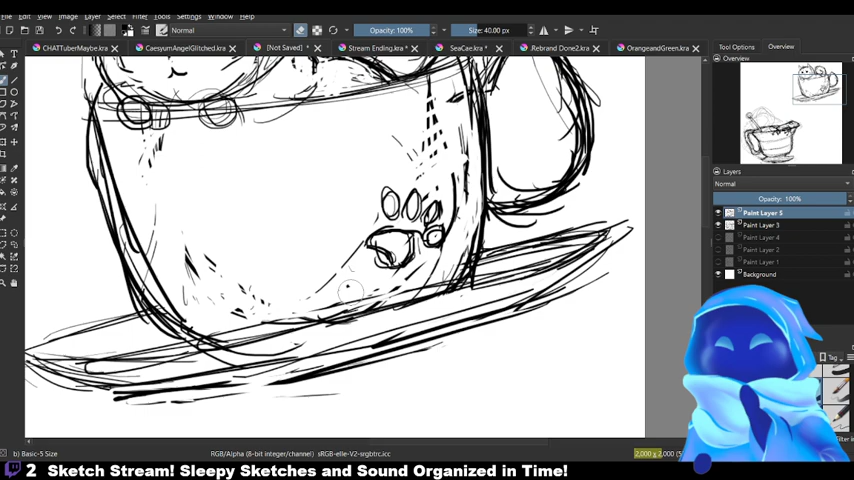 Edit View Image Layer Select Filter Tools Settings Window Help
Normal
Opacity: 100%
Size: 40.00 px
CHATTuberMaybe.kra
CaesyumAngelGlitched.kra
[Not Saved] *
Stream Ending.kra *
SeaCae.kra *
.Rebrand Done2.kra
OrangeandGreen.kra
Tool Options
Overview
Overview
Layers
Normal
Opacity: 100%
Paint Layer 5
Paint Layer 3
Paint Layer 4
Paint Layer 2
Paint Layer 1
Background
Tag
b) Basic-5 Size
RGB/Alpha (8-bit integer/channel) sRGB-elle-V2-srgbtrc.icc
2,000 x 2,000 (5
2 Sketch Stream! Sleepy Sketches and Sound Organized in Time!